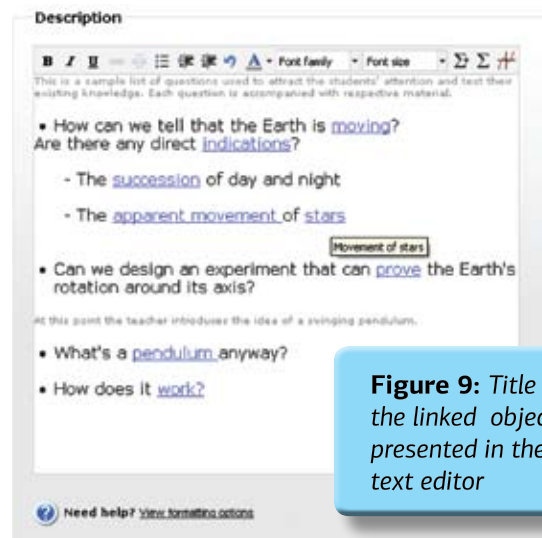 Description
B I U Font family Font size Σ Σ
This is a sample list of questions used to attract the students' attention and test their
existing knowledge. Each question is accompanied with respective material.
• How can we tell that the Earth is moving?
Are there any direct indications?
- The succession of day and night
- The apparent movement of stars
Movement of stars
• Can we design an experiment that can prove the Earth's
rotation around its axis?
At this point the teacher introduces the idea of a swinging pendulum.
• What's a pendulum anyway?
• How does it work?
Figure 9: Title
the linked objec
presented in the
text editor
Need help? View formatting options